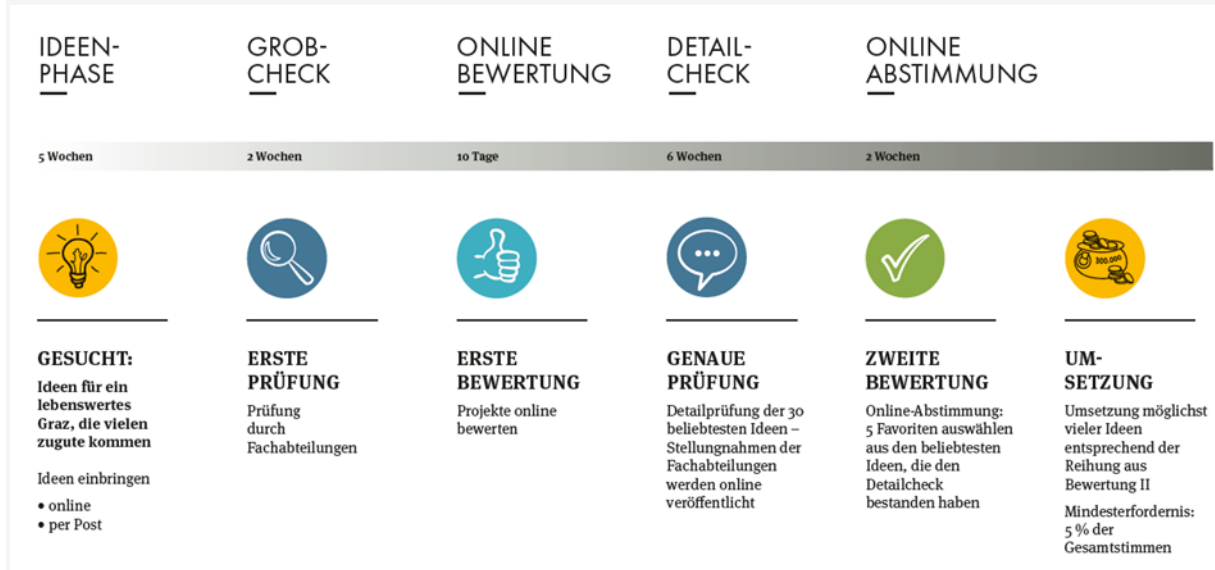 IDEEN-
PHASE
GROB-
CHECK
ONLINE
BEWERTUNG
DETAIL-
CHECK
ONLINE
ABSTIMMUNG
5 Wochen
2 Wochen
10 Tage
6 Wochen
2 Wochen
300.000
GESUCHT:
Ideen für ein
lebenswertes
Graz, die vielen
zugute kommen
Ideen einbringen
• online
• per Post
ERSTE
PRÜFUNG
Prüfung
durch
Fachabteilungen
ERSTE
BEWERTUNG
Projekte online
bewerten
GENAUE
PRÜFUNG
Detailprüfung der 30
beliebtesten Ideen –
Stellungnahmen der
Fachabteilungen
werden online
veröffentlicht
ZWEITE
BEWERTUNG
Online-Abstimmung:
5 Favoriten auswählen
aus den beliebtesten
Ideen, die den
Detailcheck
bestanden haben
UM-
SETZUNG
Umsetzung möglichst
vieler Ideen
entsprechend der
Reihung aus
Bewertung II
Mindesterfordernis:
5 % der
Gesamtstimmen